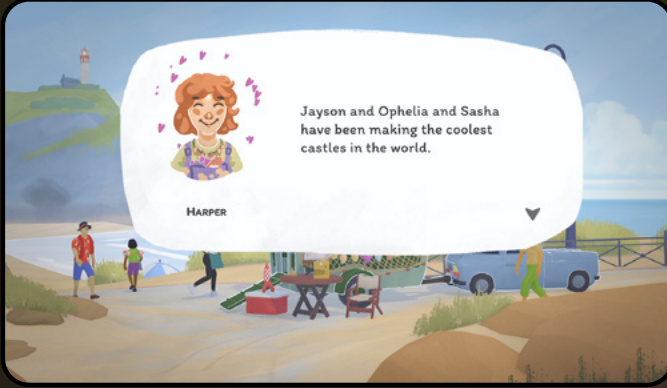 Jayson and Ophelia and Sasha
have been making the coolest
castles in the world.
Harper